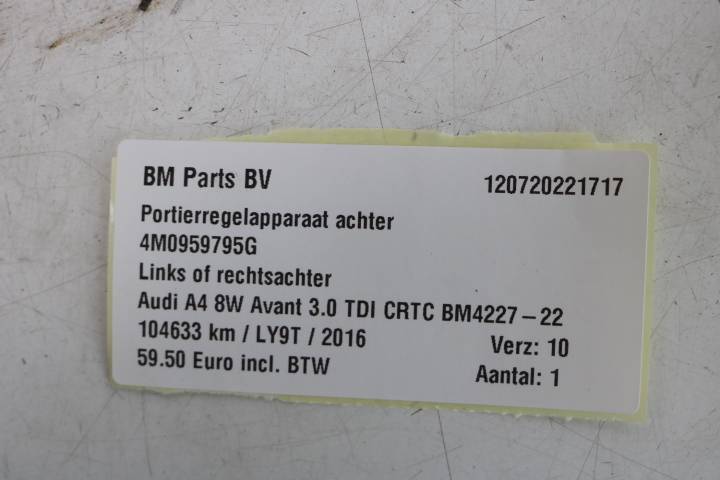 BM Parts BV 120720221717
Portierregelapparaat achter
4M0959795G
Links of rechtsachter
Audi A4 8W Avant 3.0 TDI CRTC BM4227-22
104633 km / LY9T / 2016 Verz: 10
59.50 Euro incl. BTW Aantal: 1